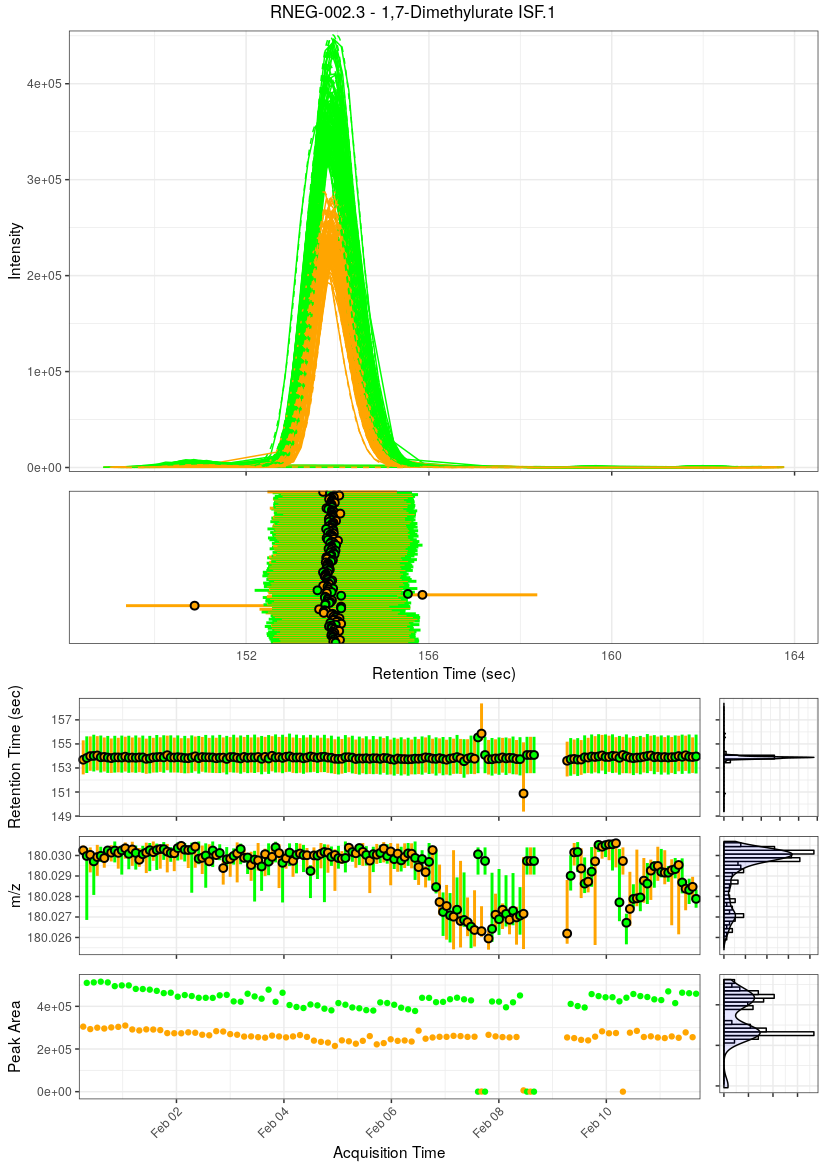 RNEG-002.3 - 1,7-Dimethylurate ISF.1
Intensity
4e+05
3e+05
2e+05
1e+05
0e+00
152
156
160
164
Retention Time (sec)
Retention Time (sec)
157
155
153
151
149
m/z
180.030
180.029
180.028
180.027
180.026
Peak Area
4e+05
2e+05
0e+00
Feb 02
Feb 04
Feb 06
Feb 08
Feb 10
Acquisition Time